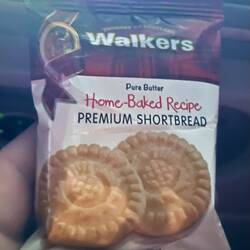 Walkers
Pure Butter
Home-Baked Recipe
PREMIUM SHORTBREAD